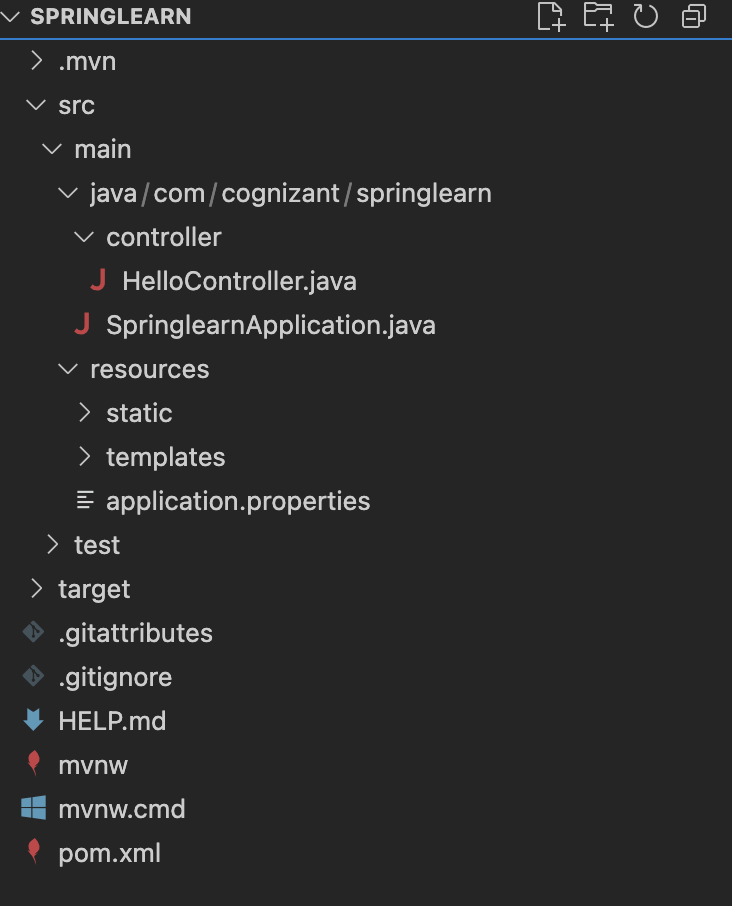 SPRINGLEARN
.mvn
src
main
java/com/cognizant/springlearn
controller
HelloController.java
SpringlearnApplication.java
resources
static
templates
application.properties
test
target
.gitattributes
.gitignore
HELP.md
mvnw
mvnw.cmd
pom.xml